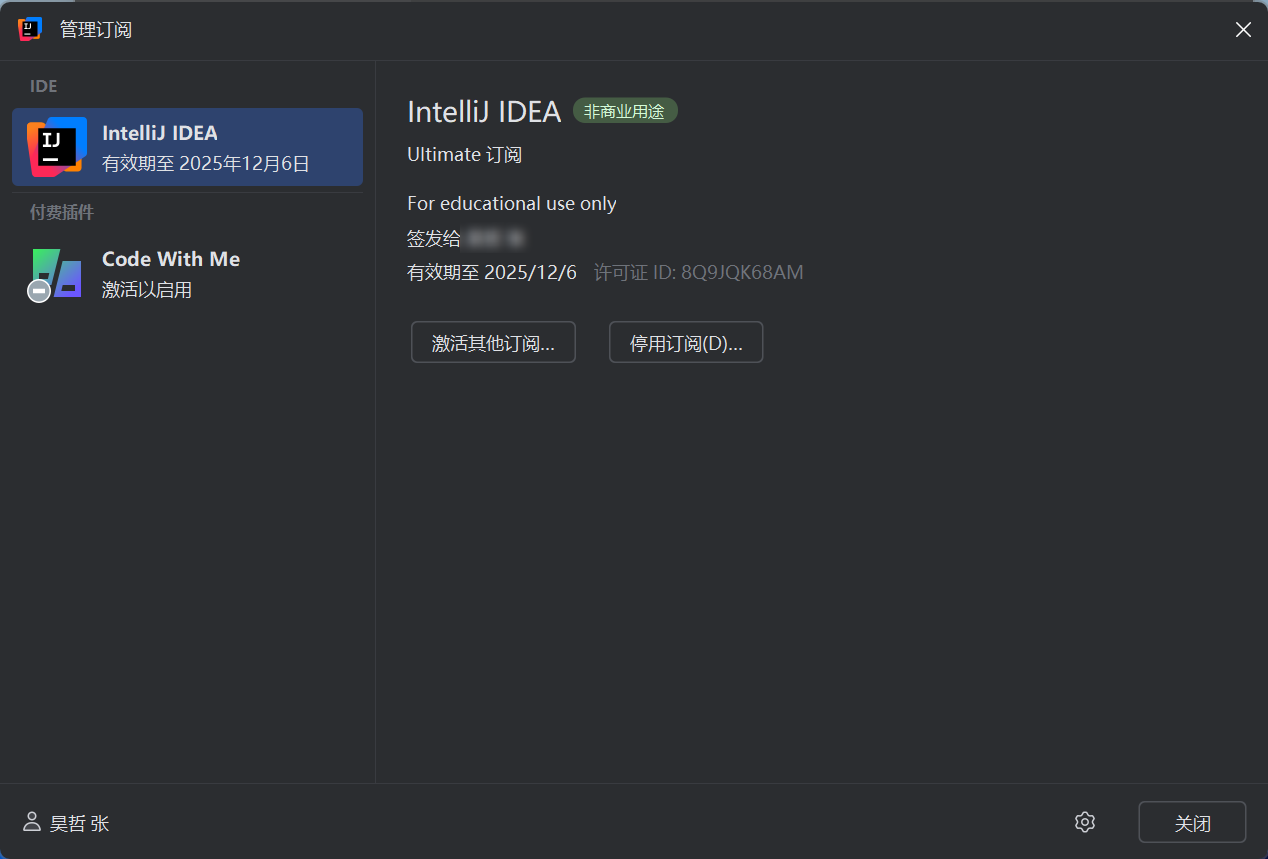 管理订阅
IDE
IJ
IntelliJ IDEA
有效期至 2025年12月6日
付费插件
Code With Me
激活以启用
IntelliJ IDEA 非商业用途
Ultimate 订阅
For educational use only
签发给
有效期至 2025/12/6 许可证 ID: 8Q9JQK68AM
激活其他订阅... 停用订阅(D)...
昊哲 张
关闭